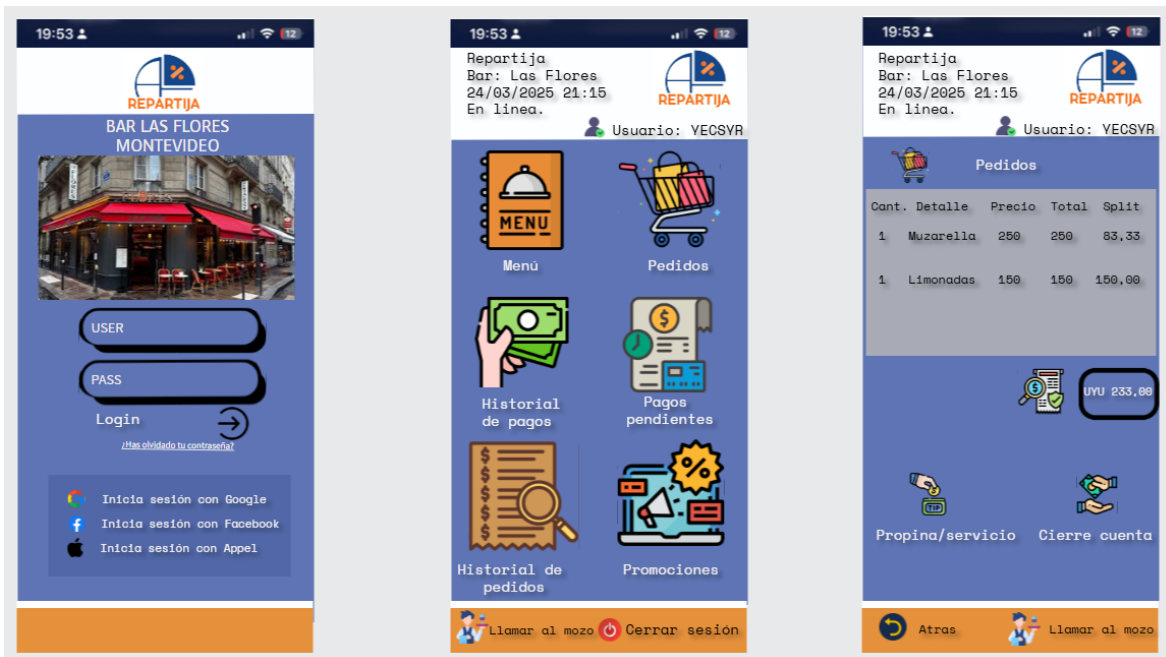 19:53
12
REPARTIJA
BAR LAS FLORES
MONTEVIDEO
FLORES
USER
PASS
Login
¿Has olvidado tu contraseña?
Inicia sesión con Google
Inicia sesión con Facebook
Inicia sesión con Appel
19:53
12
Repartija
Bar: Las Flores
24/03/2025 21:15
En linea.
REPARTIJA
Usuario: YECSYR
MENU
Menú
Pedidos
Historial
de pagos
Pagos
pendientes
Historial de
pedidos
Promociones
Llamar al mozo
Cerrar sesión
19:53
12
Repartija
Bar: Las Flores
24/03/2025 21:15
En linea.
REPARTIJA
Usuario: YECSYR
Pedidos
Cant. Detalle Precio Total Split
1 Muzarella 250 250 83,33
1 Limonadas 150 150 150,00
UYU 233,00
TIP
Propina/servicio
Cierre cuenta
Atras
Llamar al mozo